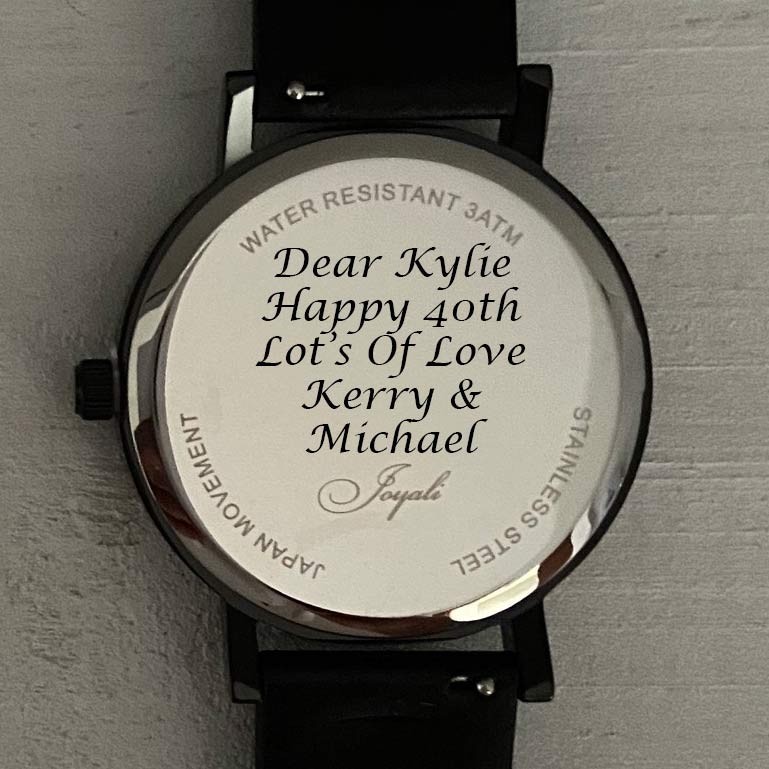 WATER RESISTANT 3ATM
Dear Kylie
Happy 40th
Lot's Of Love
Kerry &
Michael
Joyali
STAINLESS STEEL
JAPAN MOVEMENT